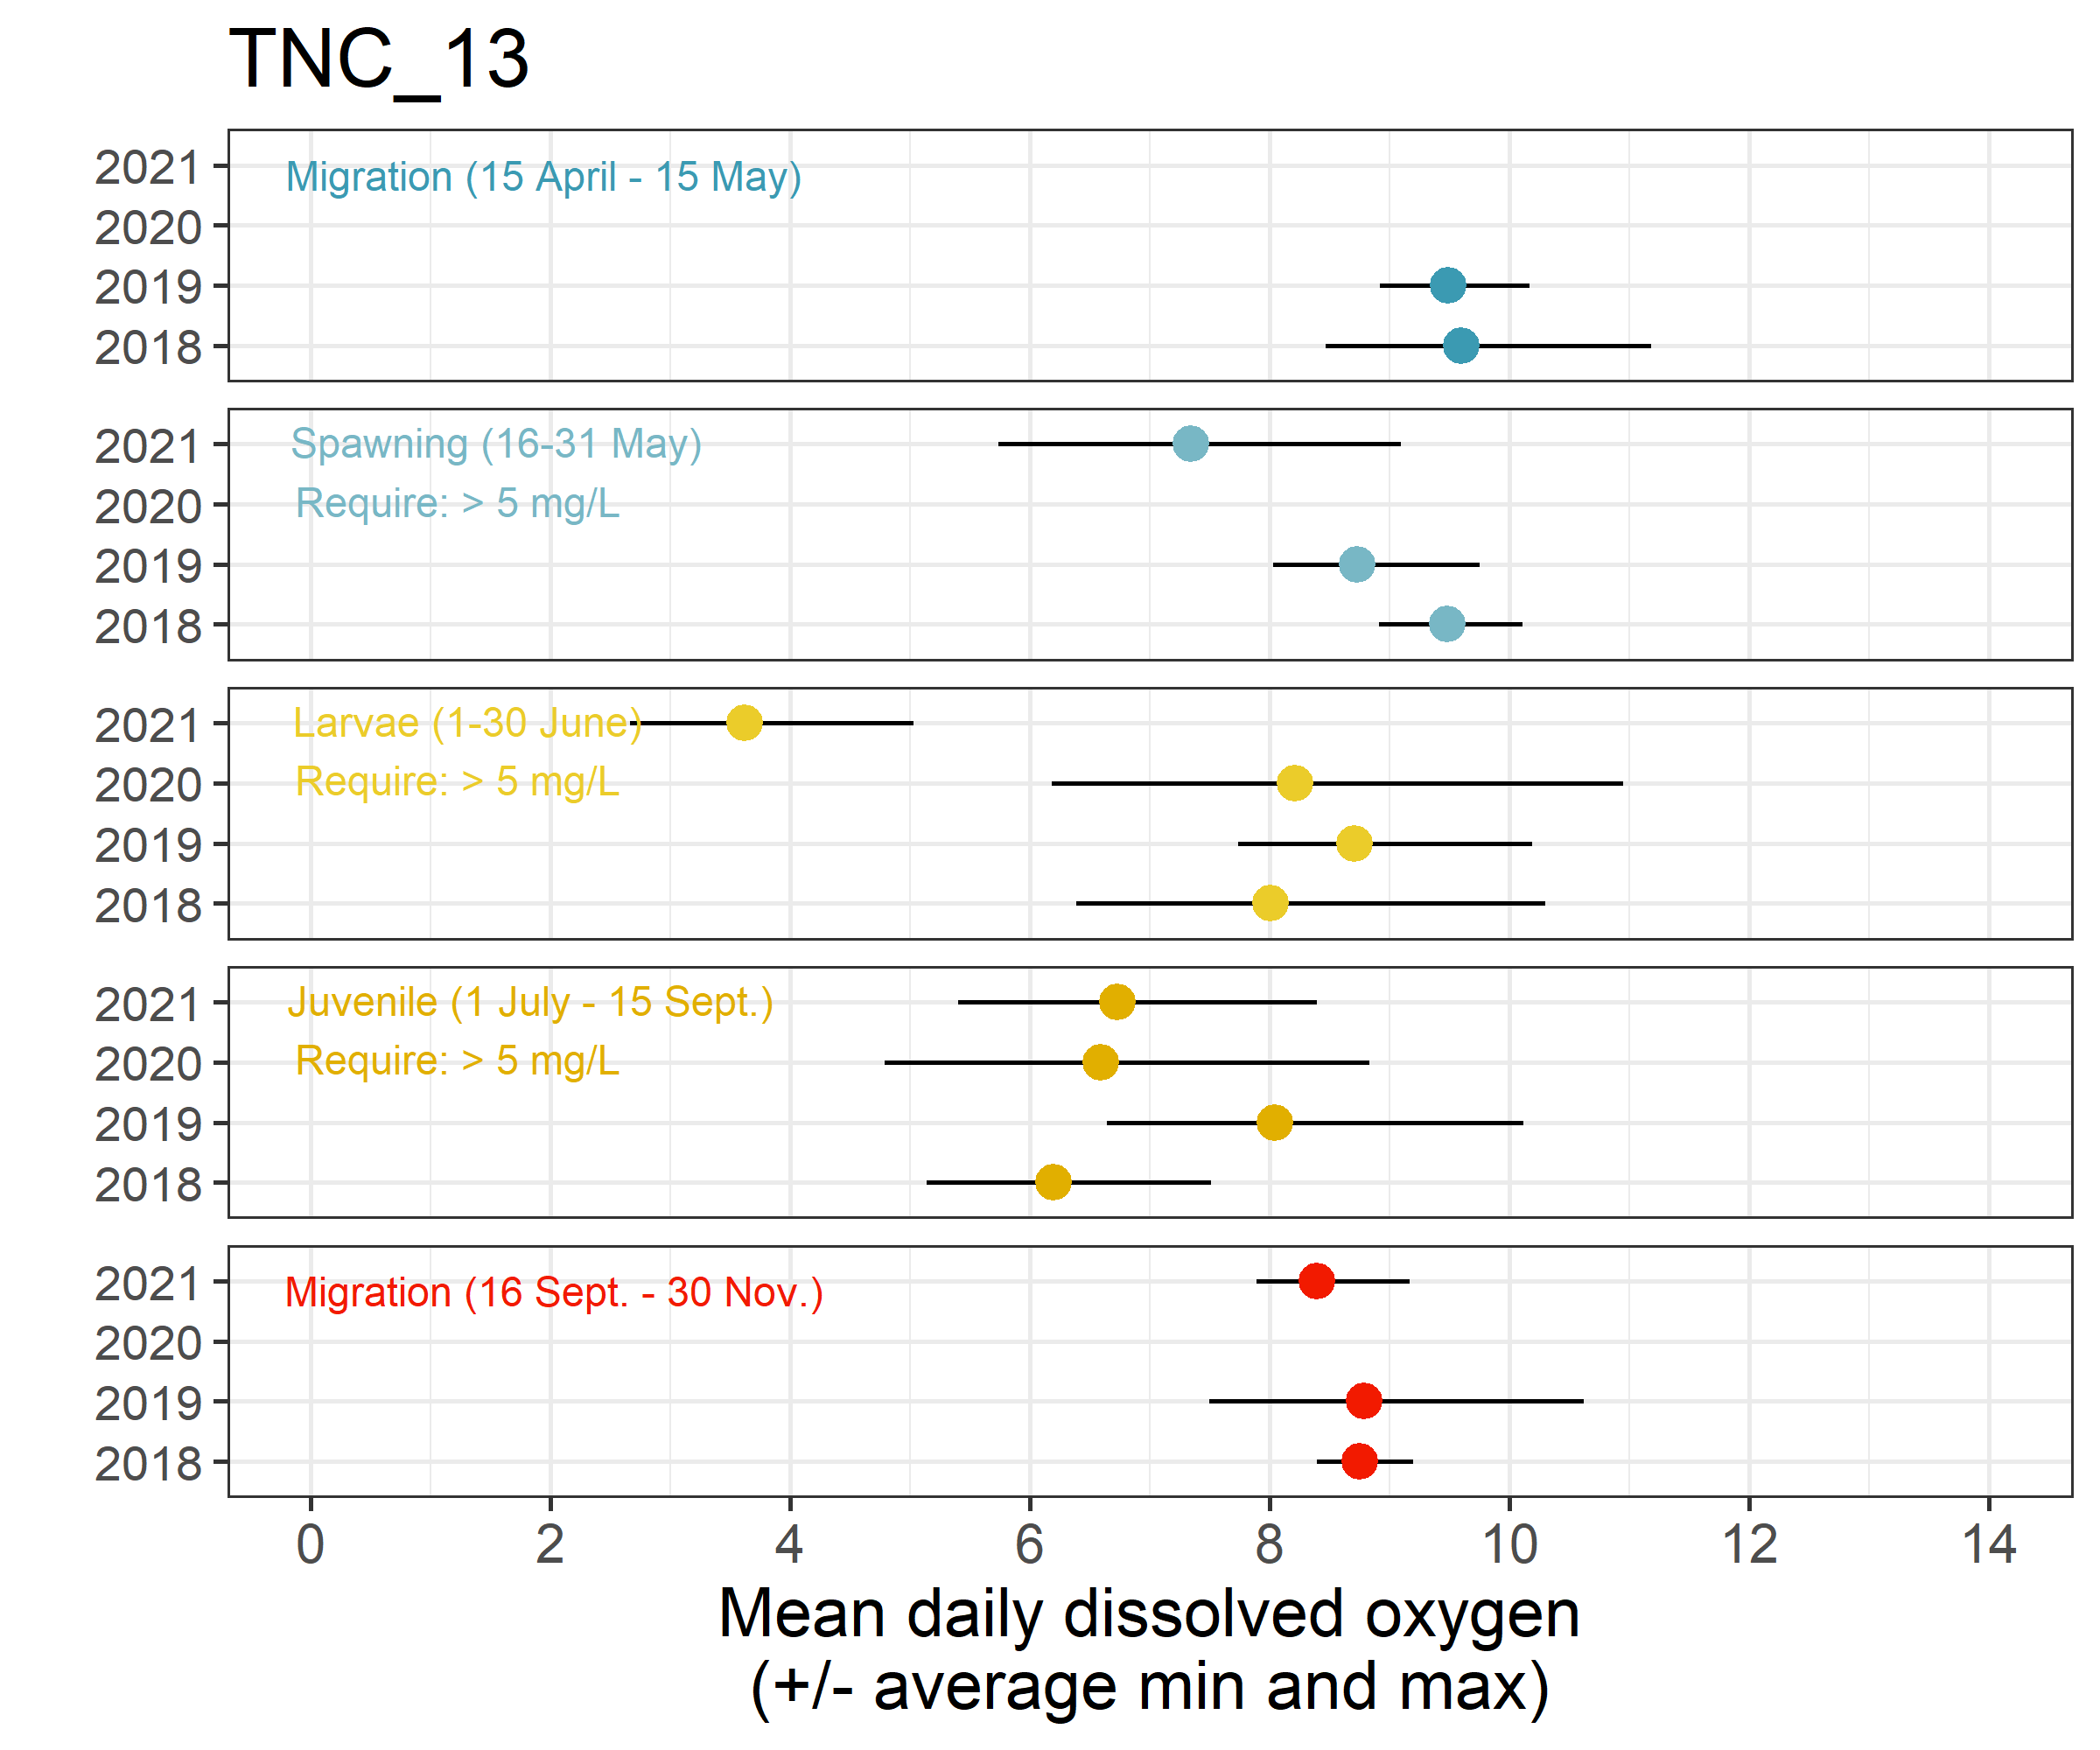 TNC_13
2021
Migration (15 April - 15 May)
2020
2019
2018
2021
Spawning (16-31 May)
2020
Require: > 5 mg/L
2019
2018
2021
Larvae (1-30 June)
2020
Require: > 5 mg/L
2019
2018
2021
Juvenile (1 July - 15 Sept.)
2020
Require: > 5 mg/L
2019
2018
2021
Migration (16 Sept. - 30 Nov.)
2020
2019
2018
0 2 4 6 8 10 12 14
Mean daily dissolved oxygen
(+/- average min and max)